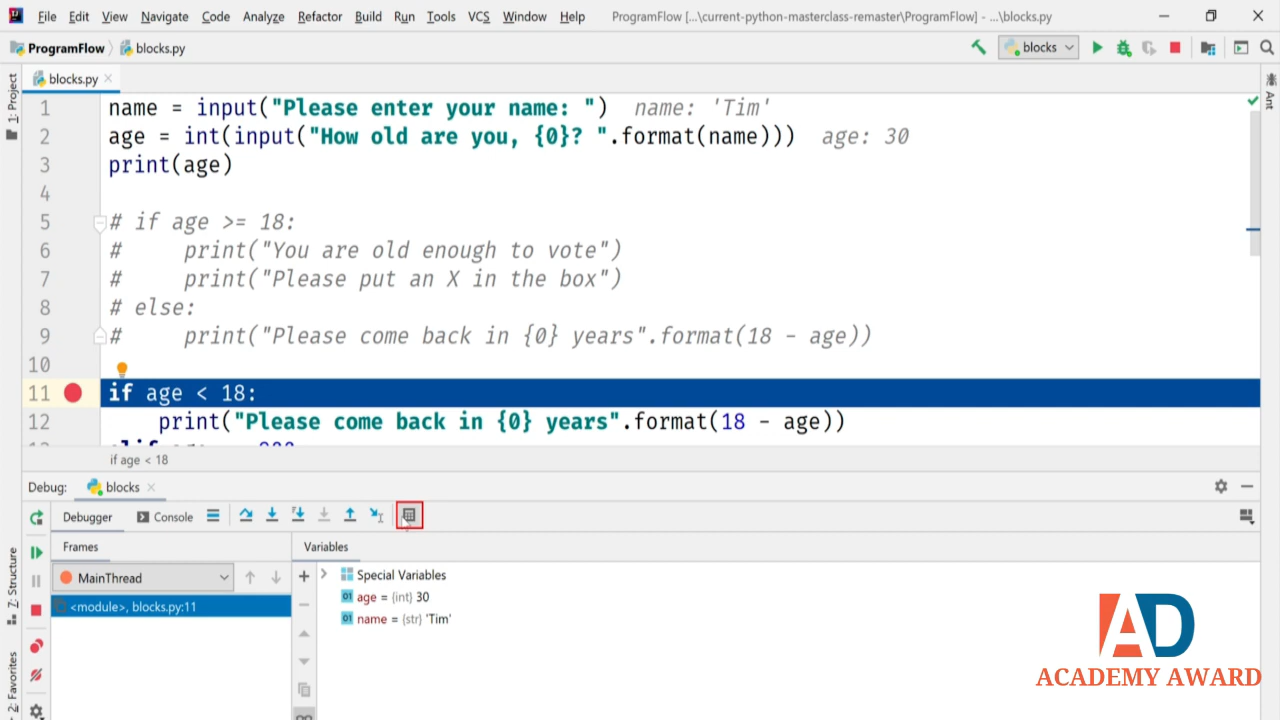 File Edit View Navigate Code Analyze Refactor Build Run Tools VCS Window Help ProgramFlow [...\current-python-masterclass-remaster\ProgramFlow] - ...\blocks.py
ProgramFlow blocks.py blocks
1: Project
blocks.py
Ant
1 name = input("Please enter your name: ") name: 'Tim'
2 age = int(input("How old are you, {0}? ".format(name))) age: 30
3 print(age)
4
5 # if age >= 18:
6 # print("You are old enough to vote")
7 # print("Please put an X in the box")
8 # else:
9 # print("Please come back in {0} years".format(18 - age))
10
11 if age < 18:
12 print("Please come back in {0} years".format(18 - age))
if age < 18
Debug: blocks
Debugger Console
Frames Variables
MainThread
<module>, blocks.py:11
Special Variables
age = {int} 30
name = {str} 'Tim'
7: Structure
2: Favorites
AD
ACADEMY AWARD